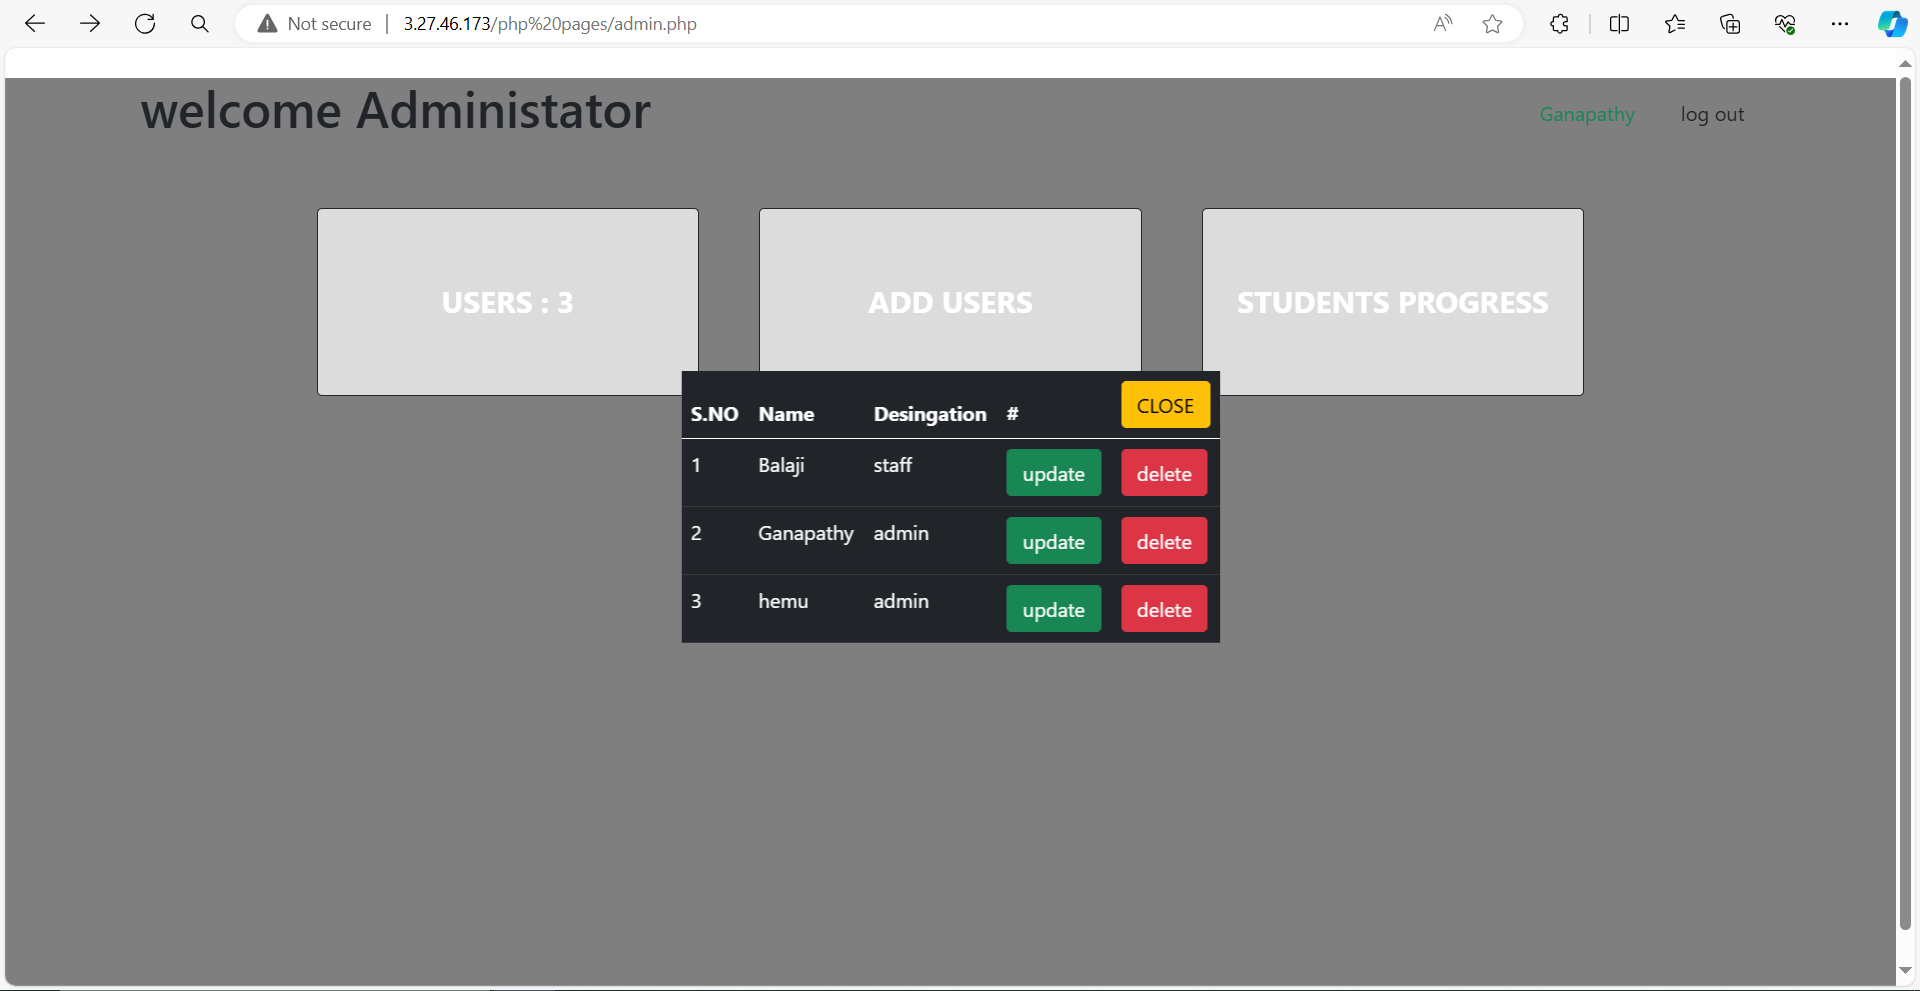 Not secure | 3.27.46.173/php%20pages/admin.php
welcome Administator
Ganapathy log out
USERS : 3
ADD USERS
STUDENTS PROGRESS
S.NO Name Desingation # CLOSE
1 Balaji staff update delete
2 Ganapathy admin update delete
3 hemu admin update delete